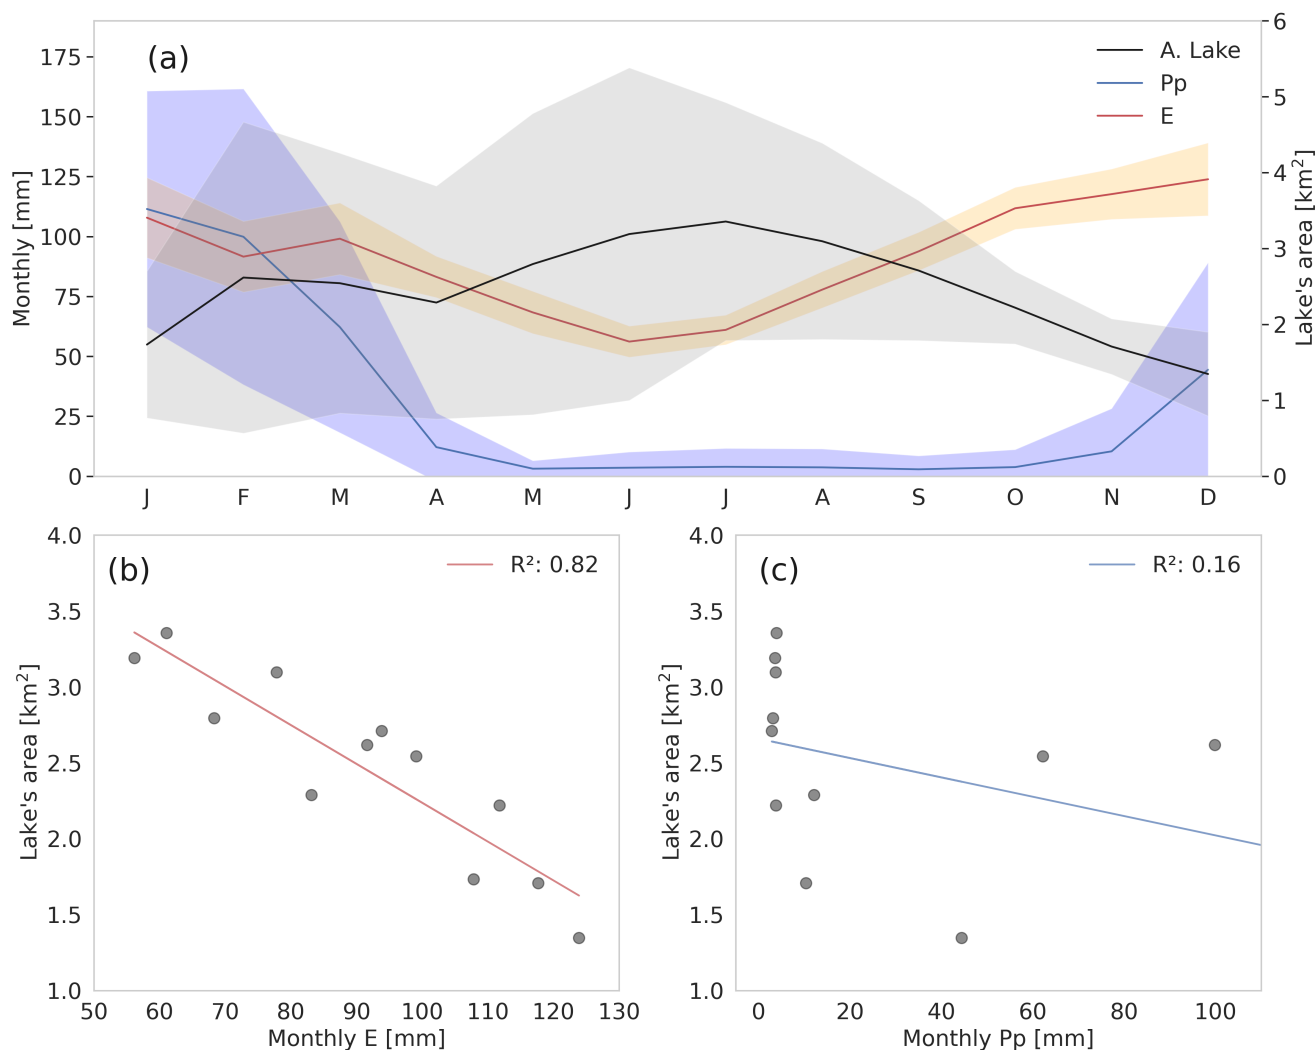 (a)
A. Lake
Pp
E
Monthly [mm]
175
150
125
100
75
50
25
0
6
5
4
3
2
1
0
Lake's area [km²]
J F M A M J J A S O N D
(b)
R²: 0.82
Lake's area [km²]
4.0
3.5
3.0
2.5
2.0
1.5
1.0
50 60 70 80 90 100 110 120 130
Monthly E [mm]
(c)
R²: 0.16
Lake's area [km²]
4.0
3.5
3.0
2.5
2.0
1.5
1.0
0 20 40 60 80 100
Monthly Pp [mm]